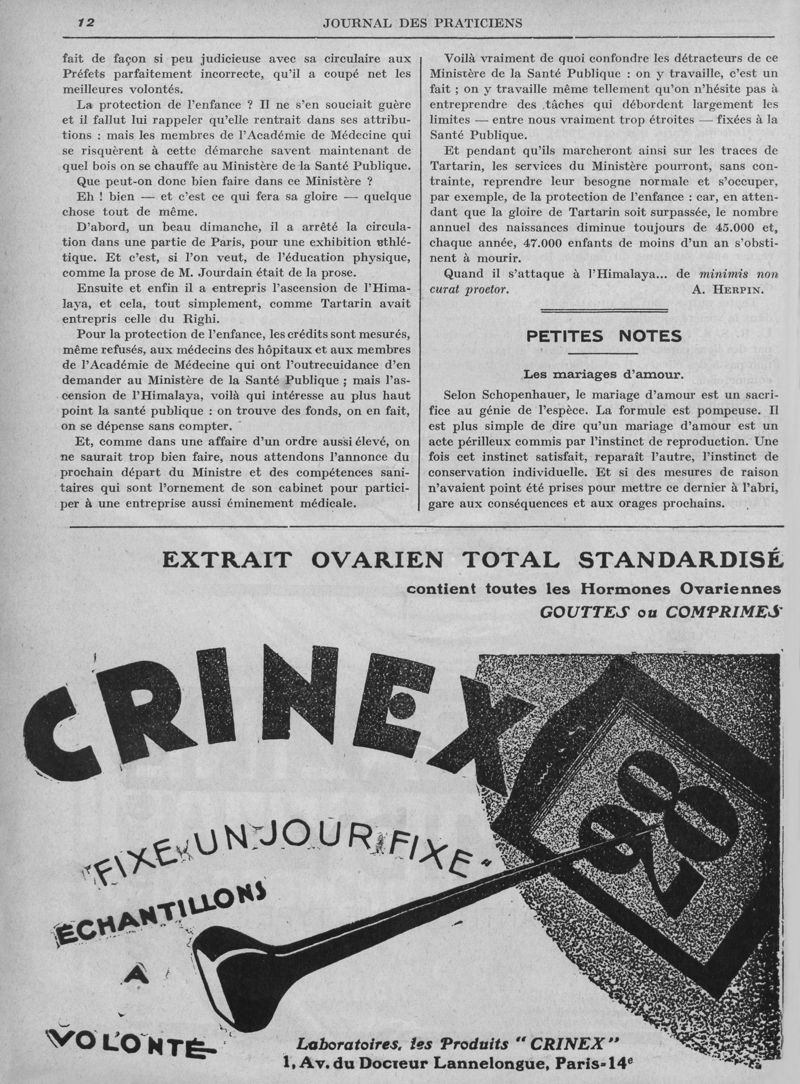 12
JOURNAL DES PRATICIENS
fait de façon si peu judicieuse avec sa circulaire aux
Préfets parfaitement incorrecte, qu'il a coupé net les
meilleures volontés.
La protection de l'enfance ? Il ne s'en souciait guère
et il fallut lui rappeler qu'elle rentrait dans ses attribu-
tions : mais les membres de l'Académie de Médecine qui
se risquèrent à cette démarche savent maintenant de
quel bois on se chauffe au Ministère de la Santé Publique.
Que peut-on donc bien faire dans ce Ministère ?
Eh ! bien — et c'est ce qui fera sa gloire — quelque
chose tout de même.
D'abord, un beau dimanche, il a arrêté la circula-
tion dans une partie de Paris, pour une exhibition athlé-
tique. Et c'est, si l'on veut, de l'éducation physique,
comme la prose de M. Jourdain était de la prose.
Ensuite et enfin il a entrepris l'ascension de l'Hima-
laya, et cela, tout simplement, comme Tartarin avait
entrepris celle du Righi.
Pour la protection de l'enfance, les crédits sont mesurés,
même refusés, aux médecins des hôpitaux et aux membres
de l'Académie de Médecine qui ont l'outrecuidance d'en
demander au Ministère de la Santé Publique ; mais l'as-
cension de l'Himalaya, voilà qui intéresse au plus haut
point la santé publique : on trouve des fonds, on en fait,
on se dépense sans compter.
Et, comme dans une affaire d'un ordre aussi élevé, on
ne saurait trop bien faire, nous attendons l'annonce du
prochain départ du Ministre et des compétences sani-
taires qui sont l'ornement de son cabinet pour partici-
per à une entreprise aussi éminement médicale.
Voilà vraiment de quoi confondre les détracteurs de ce
Ministère de la Santé Publique : on y travaille, c'est un
fait ; on y travaille même tellement qu'on n'hésite pas à
entreprendre des tâches qui débordent largement les
limites — entre nous vraiment trop étroites — fixées à la
Santé Publique.
Et pendant qu'ils marcheront ainsi sur les traces de
Tartarin, les services du Ministère pourront, sans con-
trainte, reprendre leur besogne normale et s'occuper,
par exemple, de la protection de l'enfance : car, en atten-
dant que la gloire de Tartarin soit surpassée, le nombre
annuel des naissances diminue toujours de 45.000 et,
chaque année, 47.000 enfants de moins d'un an s'obsti-
nent à mourir.
Quand il s'attaque à l'Himalaya... de minimis non
curat proetor. A. Herpin.
PETITES NOTES
Les mariages d'amour.
Selon Schopenhauer, le mariage d'amour est un sacri-
fice au génie de l'espèce. La formule est pompeuse. Il
est plus simple de dire qu'un mariage d'amour est un
acte périlleux commis par l'instinct de reproduction. Une
fois cet instinct satisfait, reparaît l'autre, l'instinct de
conservation individuelle. Et si des mesures de raison
n'avaient point été prises pour mettre ce dernier à l'abri,
gare aux conséquences et aux orages prochains.
EXTRAIT OVARIEN TOTAL STANDARDISÉ
contient toutes les Hormones Ovariennes
GOUTTES ou COMPRIMES
CRINEX
"FIXE UN JOUR FIXE"
28
ÉCHANTILLONS
A
VOLONTÉ
Laboratoires, les Produits "CRINEX"
1, Av. du Docteur Lannelongue, Paris-14e